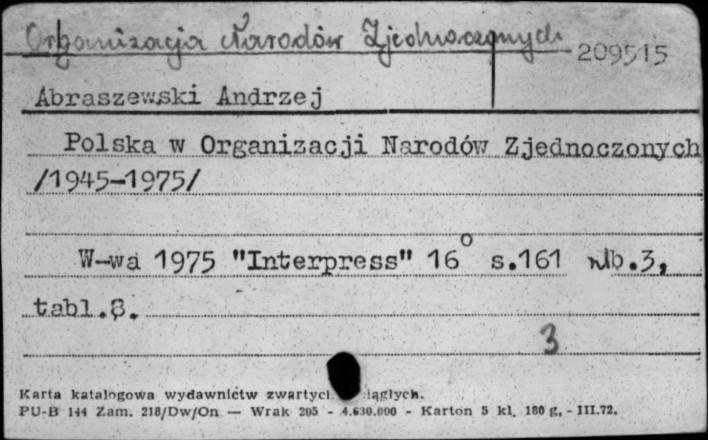 Organizacja Narodów Zjednoczonych 209515
Abraszewski Andrzej
Polska w Organizacji Narodów Zjednoczonych
/1945-1975/
W-wa 1975 "Interpress" 16° s.161 nlb.3,
tabl.8.
3
Karta katalogowa wydawnictw
PU-B 144 Zam. 218/Dw/On — Wrak 205 - 4.630.000 - Karton 5 kl. 180 g. - III.72.